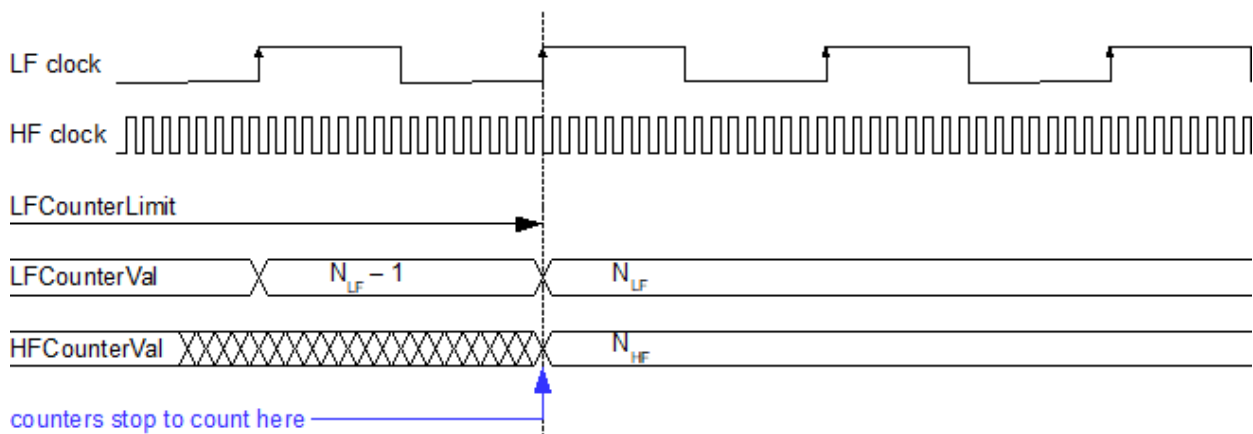 LF clock
HF clock
LFCounterLimit
LFCounterVal N_LF – 1 N_LF
HFCounterVal N_HF
counters stop to count here